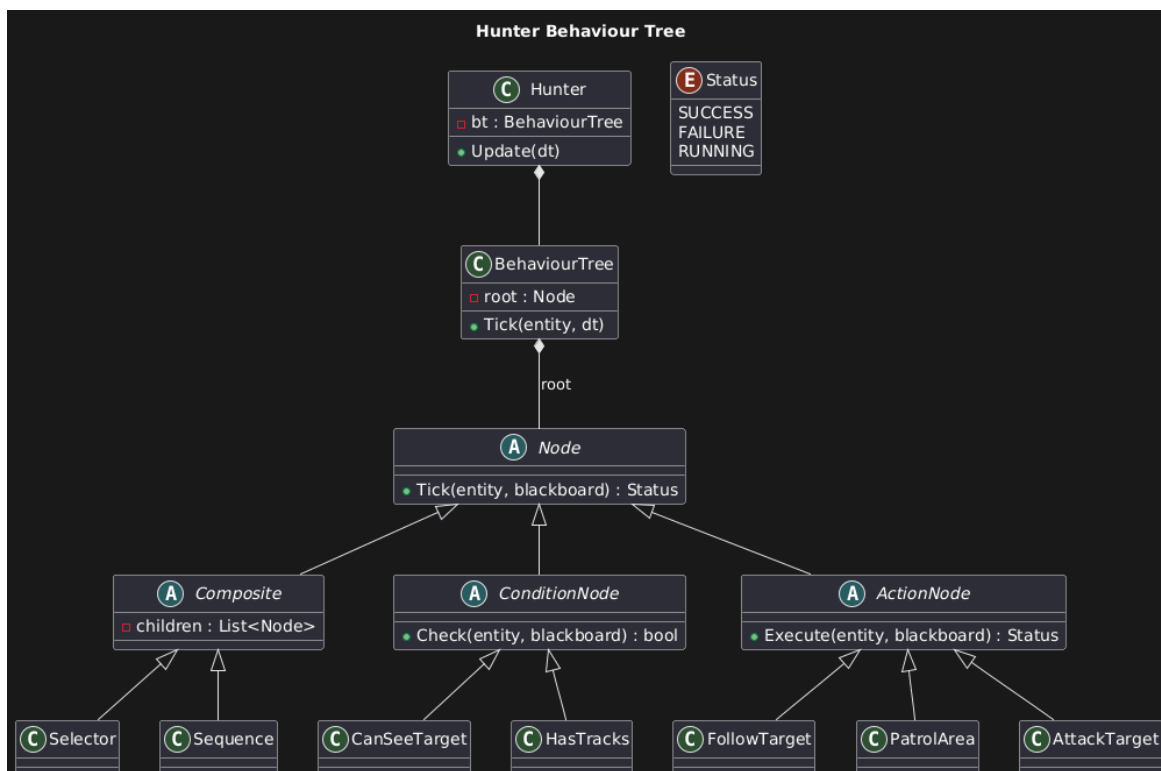 Hunter Behaviour Tree
C Hunter
bt : BehaviourTree
Update(dt)
E Status
SUCCESS
FAILURE
RUNNING
C BehaviourTree
root : Node
Tick(entity, dt)
root
A Node
Tick(entity, blackboard) : Status
A Composite
children : List<Node>
A ConditionNode
Check(entity, blackboard) : bool
A ActionNode
Execute(entity, blackboard) : Status
C Selector
C Sequence
C CanSeeTarget
C HasTracks
C FollowTarget
C PatrolArea
C AttackTarget